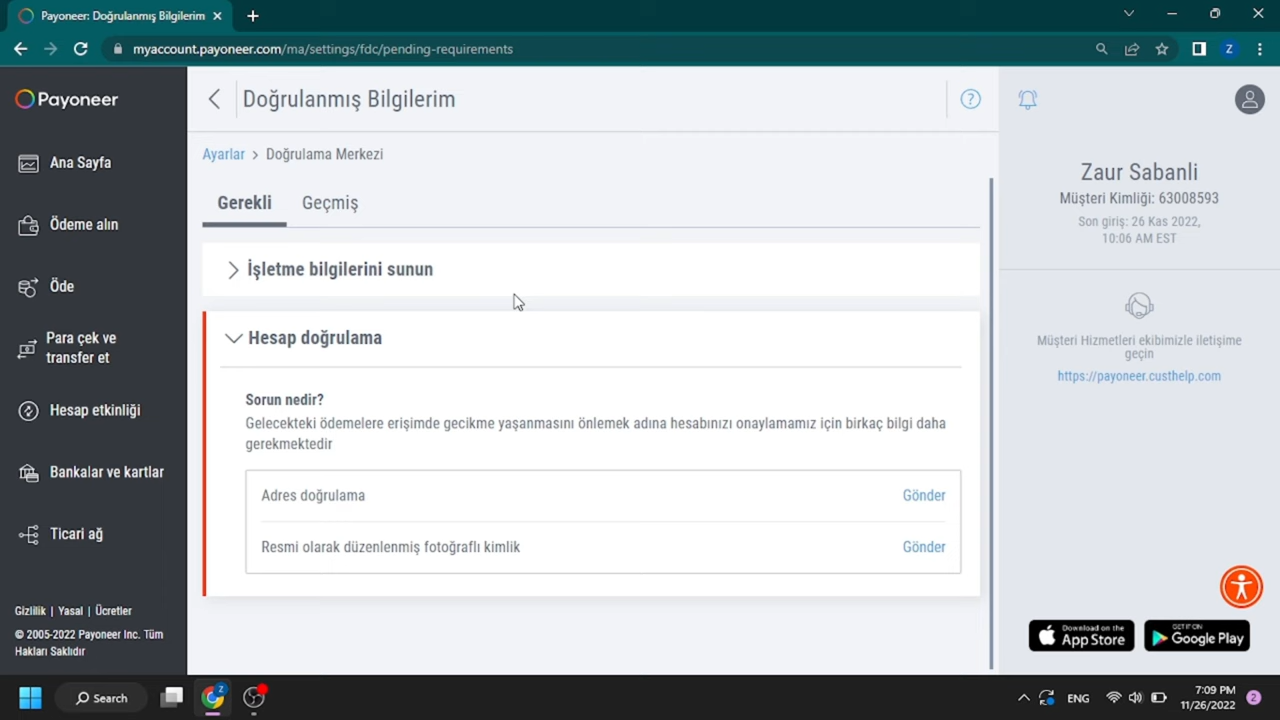 Payoneer: Doğrulanmış Bilgilerim
myaccount.payoneer.com/ma/settings/fdc/pending-requirements
Z
Payoneer
Ana Sayfa
Ödeme alın
Öde
Para çek ve
transfer et
Hesap etkinliği
Bankalar ve kartlar
Ticari ağ
Gizlilik | Yasal | Ücretler
© 2005-2022 Payoneer Inc. Tüm
Hakları Saklıdır
Doğrulanmış Bilgilerim
?
Ayarlar > Doğrulama Merkezi
Gerekli Geçmiş
İşletme bilgilerini sunun
Hesap doğrulama
Sorun nedir?
Gelecekteki ödemelere erişimde gecikme yaşanmasını önlemek adına hesabınızı onaylamamız için birkaç bilgi daha
gerekmektedir
Adres doğrulama Gönder
Resmi olarak düzenlenmiş fotoğraflı kimlik Gönder
Zaur Sabanli
Müşteri Kimliği: 63008593
Son giriş: 26 Kas 2022,
10:06 AM EST
Müşteri Hizmetleri ekibimizle iletişime
geçin
https://payoneer.custhelp.com
Download on the
App Store
GET IT ON
Google Play
Search
Z
ENG
7:09 PM
11/26/2022
2